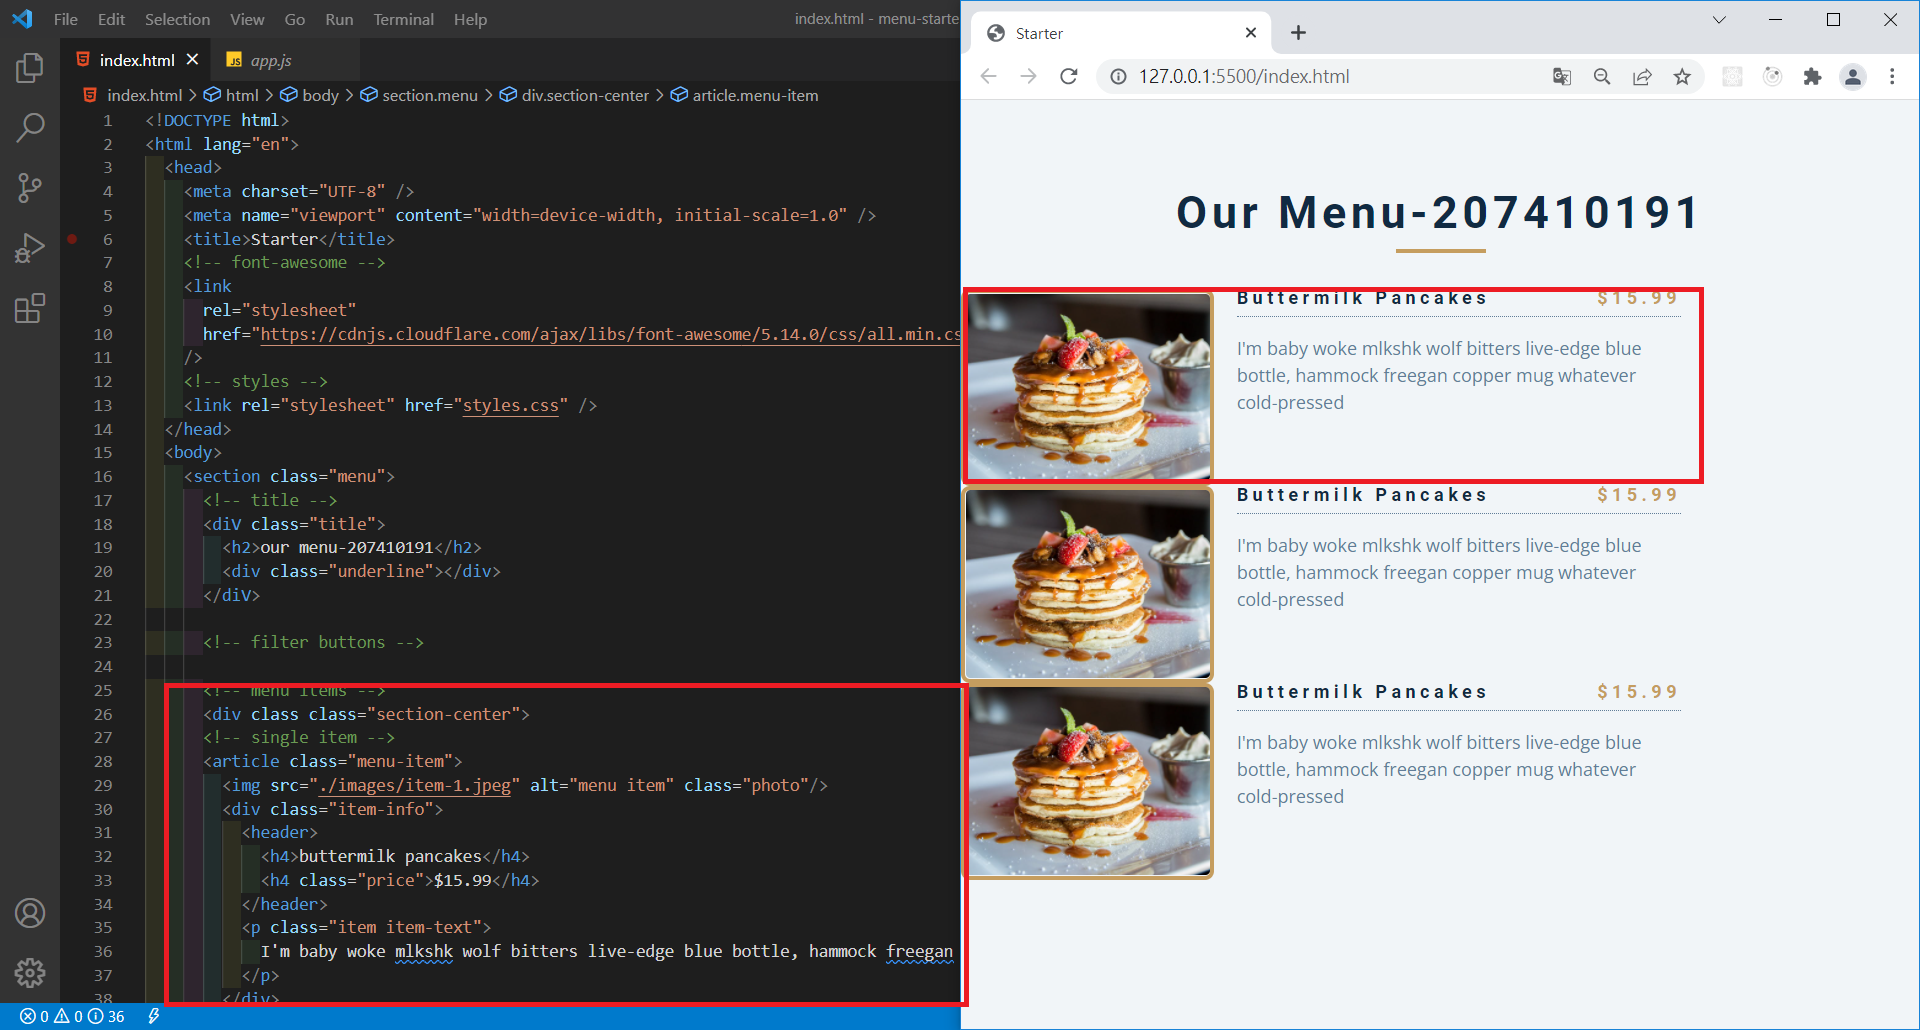 File Edit Selection View Go Run Terminal Help
index.html - menu-starte
index.html
JS app.js
index.html > html > body > section.menu > div.section-center > article.menu-item
1 <!DOCTYPE html>
2 <html lang="en">
3 <head>
4 <meta charset="UTF-8" />
5 <meta name="viewport" content="width=device-width, initial-scale=1.0" />
6 <title>Starter</title>
7 <!-- font-awesome -->
8 <link
9 rel="stylesheet"
10 href="https://cdnjs.cloudflare.com/ajax/libs/font-awesome/5.14.0/css/all.min.cs
11 />
12 <!-- styles -->
13 <link rel="stylesheet" href="styles.css" />
14 </head>
15 <body>
16 <section class="menu">
17 <!-- title -->
18 <diV class="title">
19 <h2>our menu-207410191</h2>
20 <div class="underline"></div>
21 </diV>
22
23 <!-- filter buttons -->
24
25 <!-- menu items -->
26 <div class class="section-center">
27 <!-- single item -->
28 <article class="menu-item">
29 <img src="./images/item-1.jpeg" alt="menu item" class="photo"/>
30 <div class="item-info">
31 <header>
32 <h4>buttermilk pancakes</h4>
33 <h4 class="price">$15.99</h4>
34 </header>
35 <p class="item item-text">
36 I'm baby woke mlkshk wolf bitters live-edge blue bottle, hammock freegan
37 </p>
38 </div>
0 0 36
Starter
127.0.0.1:5500/index.html
Our Menu-207410191
Buttermilk Pancakes $15.99
I'm baby woke mlkshk wolf bitters live-edge blue
bottle, hammock freegan copper mug whatever
cold-pressed
Buttermilk Pancakes $15.99
I'm baby woke mlkshk wolf bitters live-edge blue
bottle, hammock freegan copper mug whatever
cold-pressed
Buttermilk Pancakes $15.99
I'm baby woke mlkshk wolf bitters live-edge blue
bottle, hammock freegan copper mug whatever
cold-pressed